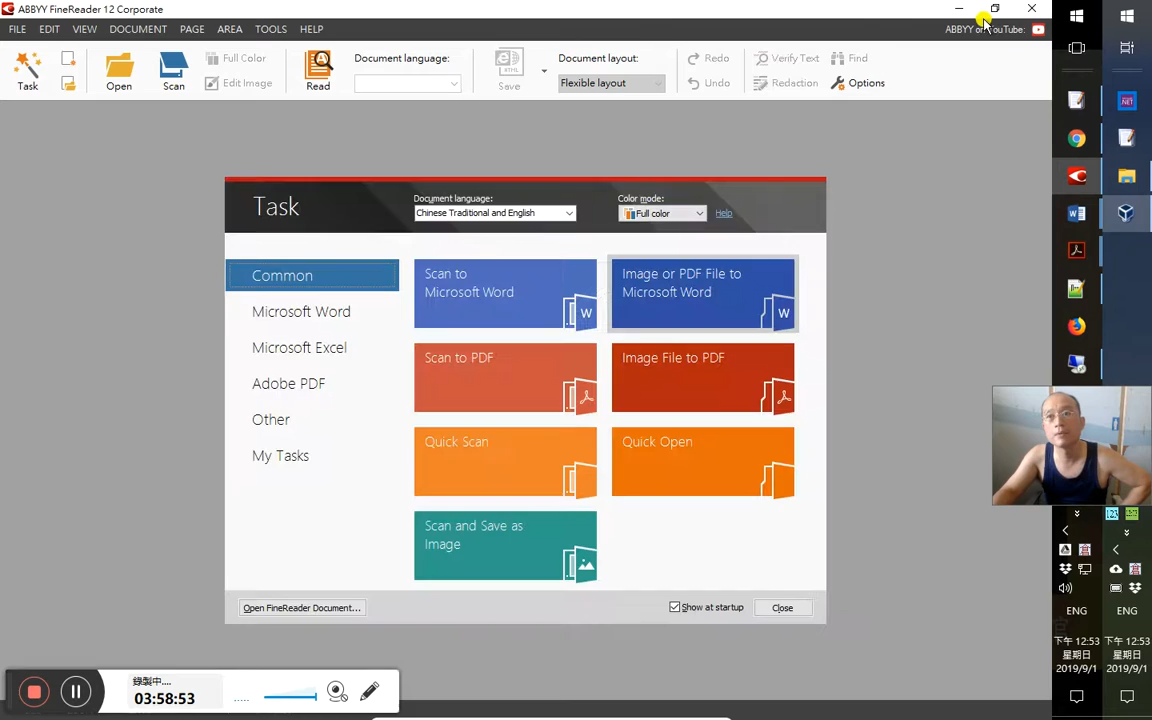 ABBYY FineReader 12 Corporate
FILE EDIT VIEW DOCUMENT PAGE AREA TOOLS HELP
ABBYY on YouTube:
Task
Open
Scan
Full Color
Edit Image
Read
Document language:
Save
Document layout:
Flexible layout
Redo
Undo
Verify Text
Redaction
Find
Options
Task
Document language:
Chinese Traditional and English
Color mode:
Full color
Help
Common
Microsoft Word
Microsoft Excel
Adobe PDF
Other
My Tasks
Scan to
Microsoft Word
Image or PDF File to
Microsoft Word
Scan to PDF
Image File to PDF
Quick Scan
Quick Open
Scan and Save as
Image
Open FineReader Document...
Show at startup
Close
錄製中....
03:58:53
ENG
下午 12:53
星期日
2019/9/1
ENG
下午 12:53
星期日
2019/9/1